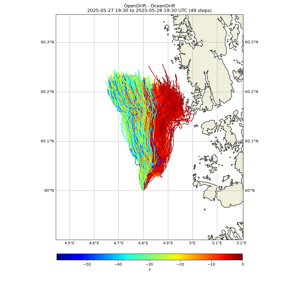 OpenDrift - OceanDrift
2025-05-27 19:30 to 2025-05-28 19:30 UTC (49 steps)
60.3°N 60.3°N
60.2°N 60.2°N
60.1°N 60.1°N
60°N 60°N
4.5°E 4.6°E 4.7°E 4.8°E 4.9°E 5°E 5.1°E 5.2°E
−50 −40 −30 −20 −10 0
z